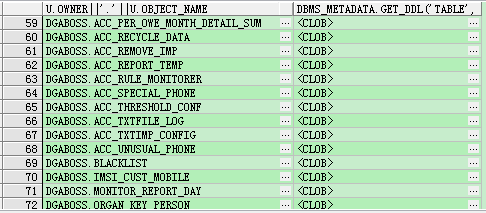 U.OWNER||'.'||U.OBJECT_NAME DBMS_METADATA.GET_DDL('TABLE',
59 DGABOSS.ACC_PER_OWE_MONTH_DETAIL_SUM ... <CLOB> ...
60 DGABOSS.ACC_RECYCLE_DATA ... <CLOB> ...
61 DGABOSS.ACC_REMOVE_IMP ... <CLOB> ...
62 DGABOSS.ACC_REPORT_TEMP ... <CLOB> ...
63 DGABOSS.ACC_RULE_MONITORER ... <CLOB> ...
64 DGABOSS.ACC_SPECIAL_PHONE ... <CLOB> ...
65 DGABOSS.ACC_THRESHOLD_CONF ... <CLOB> ...
66 DGABOSS.ACC_TXTFILE_LOG ... <CLOB> ...
67 DGABOSS.ACC_TXTIMP_CONFIG ... <CLOB> ...
68 DGABOSS.ACC_UNUSUAL_PHONE ... <CLOB> ...
69 DGABOSS.BLACKLIST ... <CLOB> ...
70 DGABOSS.IMSI_CUST_MOBILE ... <CLOB> ...
71 DGABOSS.MONITOR_REPORT_DAY ... <CLOB> ...
72 DGABOSS.ORGAN_KEY_PERSON ... <CLOB> ...